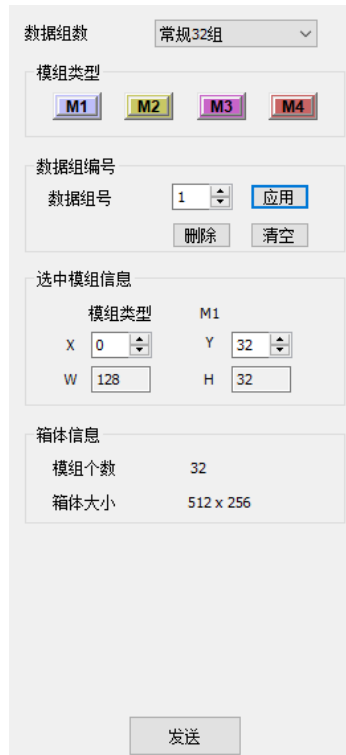 数据组数 常规32组
模组类型
M1 M2 M3 M4
数据组编号
数据组号 1 应用
删除 清空
选中模组信息
模组类型 M1
X 0 Y 32
W 128 H 32
箱体信息
模组个数 32
箱体大小 512 x 256
发送